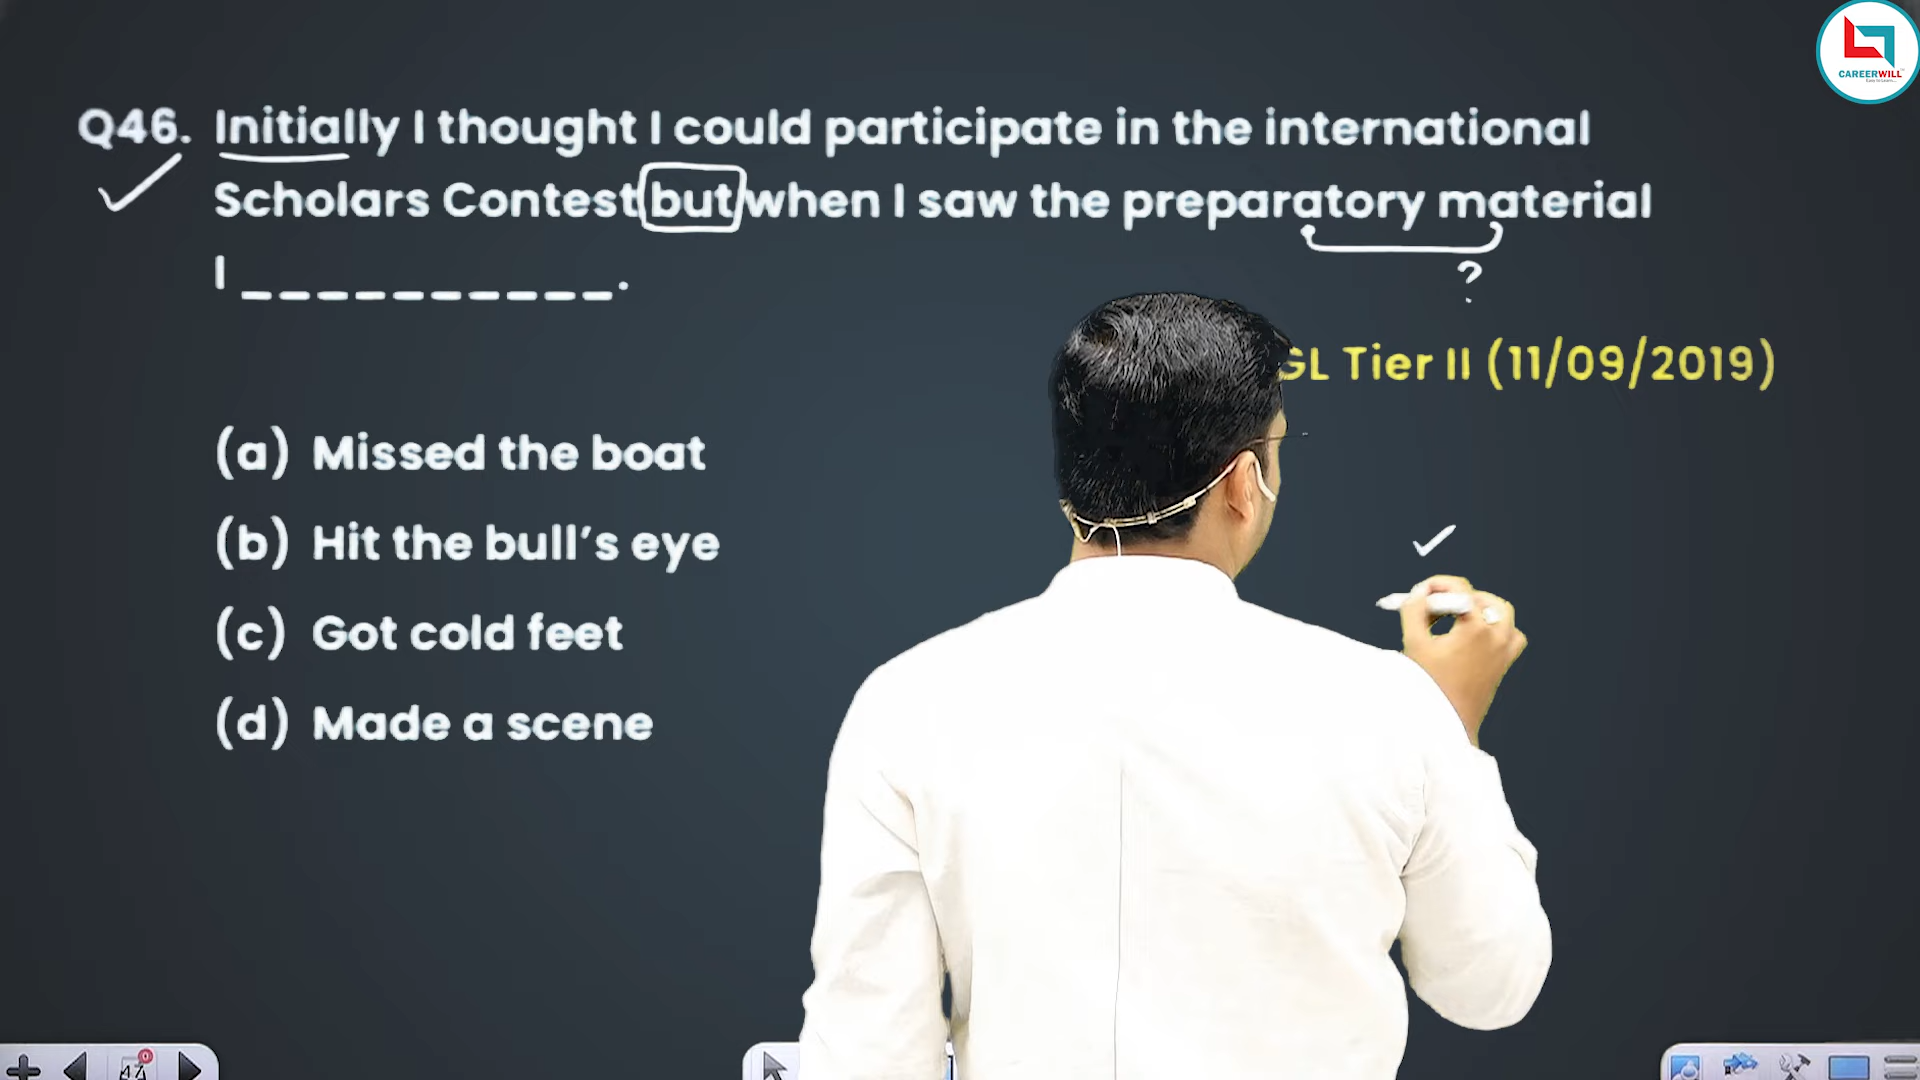 CAREERWILL
Q46. Initially I thought I could participate in the international
Scholars Contest but when I saw the preparatory material
I __________.
?
GL Tier II (11/09/2019)
(a) Missed the boat
(b) Hit the bull's eye
(c) Got cold feet
(d) Made a scene